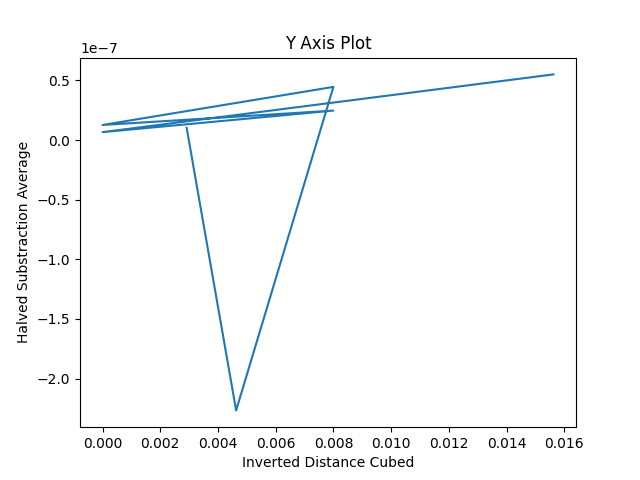 Y Axis Plot
1e−7
0.5
0.0
−0.5
−1.0
−1.5
−2.0
Halved Substraction Average
0.000 0.002 0.004 0.006 0.008 0.010 0.012 0.014 0.016
Inverted Distance Cubed